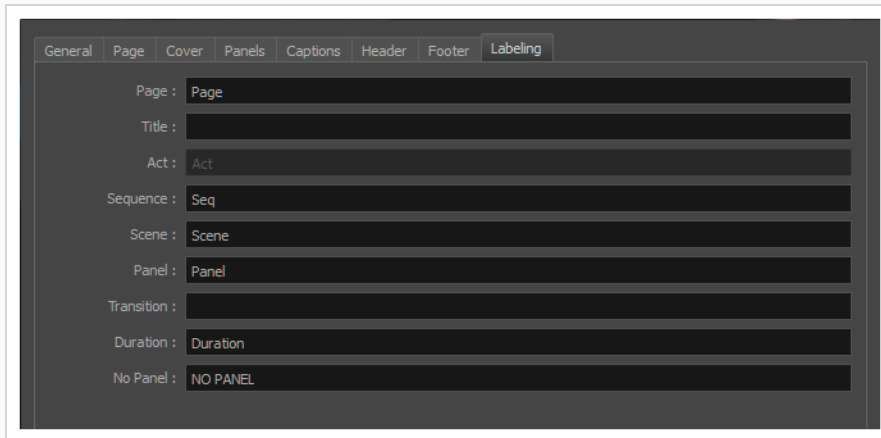 General Page Cover Panels Captions Header Footer Labeling
Page : Page
Title :
Act : Act
Sequence : Seq
Scene : Scene
Panel : Panel
Transition :
Duration : Duration
No Panel : NO PANEL